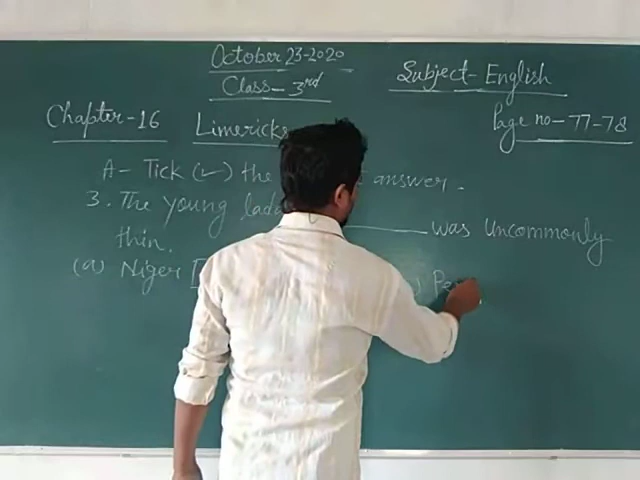 October 23-2020
Class- 3rd
Subject- English
Chapter-16
Limericks
Page no- 77-78
A- Tick (✓) the answer.
3. The young was uncommonly
thin.
(a) Niger